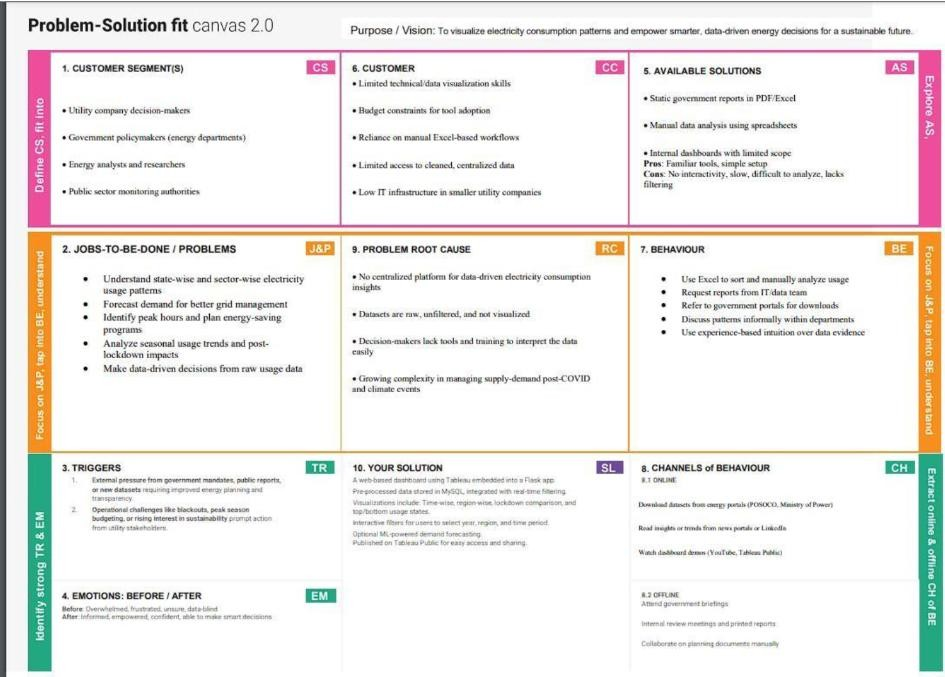 Problem-Solution fit canvas 2.0
Purpose / Vision: To visualize electricity consumption patterns and empower smarter, data-driven energy decisions for a sustainable future.
Define CS, fit into
1. CUSTOMER SEGMENT(S)
CS
• Utility company decision-makers
• Government policymakers (energy departments)
• Energy analysts and researchers
• Public sector monitoring authorities
6. CUSTOMER
CC
• Limited technical/data visualization skills
• Budget constraints for tool adoption
• Reliance on manual Excel-based workflows
• Limited access to cleaned, centralized data
• Low IT infrastructure in smaller utility companies
5. AVAILABLE SOLUTIONS
AS
• Static government reports in PDF/Excel
• Manual data analysis using spreadsheets
• Internal dashboards with limited scope
Pros: Familiar tools, simple setup
Cons: No interactivity, slow, difficult to analyze, lacks
filtering
Explore AS,
Focus on J&P, tap into BE, understand
2. JOBS-TO-BE-DONE / PROBLEMS
J&P
• Understand state-wise and sector-wise electricity
usage patterns
• Forecast demand for better grid management
• Identify peak hours and plan energy-saving
programs
• Analyze seasonal usage trends and post-
lockdown impacts
• Make data-driven decisions from raw usage data
9. PROBLEM ROOT CAUSE
RC
• No centralized platform for data-driven electricity consumption
insights
• Datasets are raw, unfiltered, and not visualized
• Decision-makers lack tools and training to interpret the data
easily
• Growing complexity in managing supply-demand post-COVID
and climate events
7. BEHAVIOUR
BE
• Use Excel to sort and manually analyze usage
• Request reports from IT/data team
• Refer to government portals for downloads
• Discuss patterns informally within departments
• Use experience-based intuition over data evidence
Focus on J&P, tap into BE, understand
Identify strong TR & EM
3. TRIGGERS
TR
1. External pressure from government mandates, public reports,
or new datasets requiring improved energy planning and
transparency.
2. Operational challenges like blackouts, peak season
budgeting, or rising interest in sustainability prompt action
from utility stakeholders.
4. EMOTIONS: BEFORE / AFTER
EM
Before: Overwhelmed, frustrated, unsure, data-blind
After: Informed, empowered, confident, able to make smart decisions
10. YOUR SOLUTION
SL
A web-based dashboard using Tableau embedded into a Flask app.
Pre-processed data stored in MySQL, integrated with real-time filtering.
Visualizations include: Time-wise, region-wise, lockdown comparison, and
top/bottom usage states.
Interactive filters for users to select year, region, and time period.
Optional ML-powered demand forecasting.
Published on Tableau Public for easy access and sharing.
8. CHANNELS of BEHAVIOUR
CH
8.1 ONLINE
Download datasets from energy portals (POSOCO, Ministry of Power)
Read insights or trends from news portals or LinkedIn
Watch dashboard demos (YouTube, Tableau Public)
8.2 OFFLINE
Attend government briefings
Internal review meetings and printed reports
Collaborate on planning documents manually
Extract online & offline CH of BE